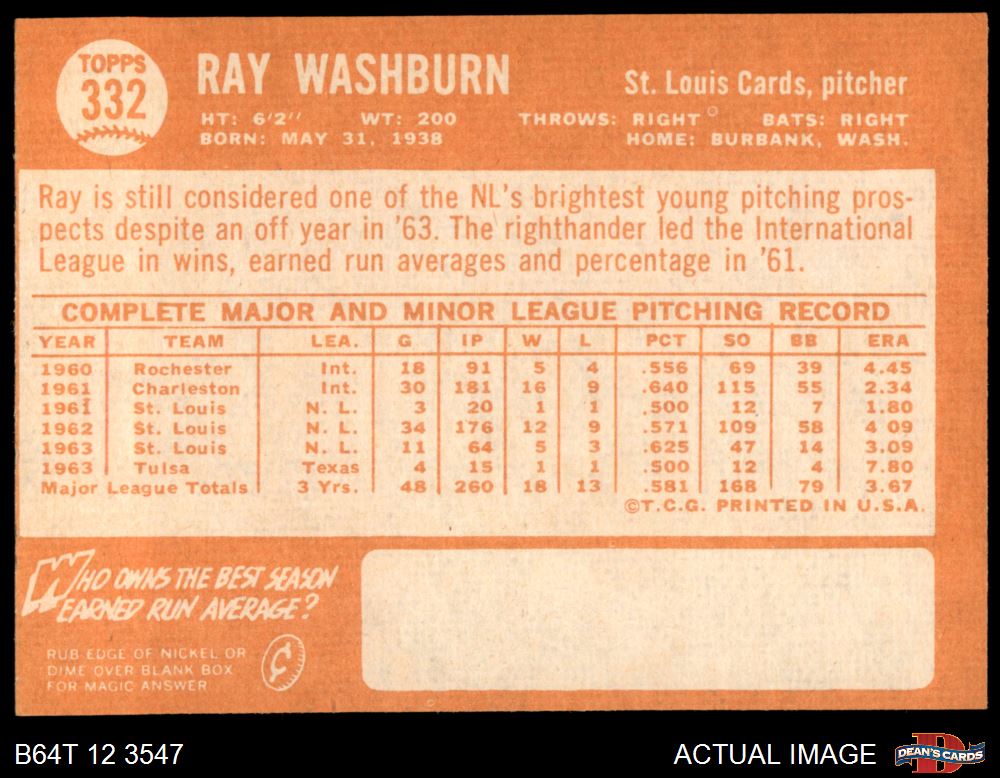 TOPPS
332
RAY WASHBURN
St. Louis Cards, pitcher
HT: 6'2" WT: 200 THROWS: RIGHT BATS: RIGHT
BORN: MAY 31, 1938 HOME: BURBANK, WASH.
Ray is still considered one of the NL's brightest young pitching pros-
pects despite an off year in '63. The righthander led the International
League in wins, earned run averages and percentage in '61.
COMPLETE MAJOR AND MINOR LEAGUE PITCHING RECORD
YEAR TEAM LEA. G IP W L PCT SO BB ERA
1960 Rochester Int. 18 91 5 4 .556 69 39 4.45
1961 Charleston Int. 30 181 16 9 .640 115 55 2.34
1961 St. Louis N. L. 3 20 1 1 .500 12 7 1.80
1962 St. Louis N. L. 34 176 12 9 .571 109 58 4 09
1963 St. Louis N. L. 11 64 5 3 .625 47 14 3.09
1963 Tulsa Texas 4 15 1 1 .500 12 4 7.80
Major League Totals 3 Yrs. 48 260 18 13 .581 168 79 3.67
©T.C.G. PRINTED IN U.S.A.
WHO OWNS THE BEST SEASON
EARNED RUN AVERAGE?
RUB EDGE OF NICKEL OR
DIME OVER BLANK BOX
FOR MAGIC ANSWER
¢
B64T 12 3547
ACTUAL IMAGE
D
DEAN'S CARDS